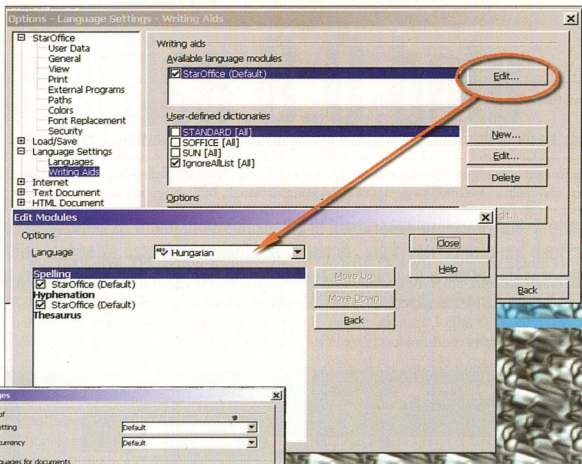 Options - Language Settings - Writing Aids
StarOffice
User Data
General
View
Print
External Programs
Paths
Colors
Font Replacement
Security
Load/Save
Language Settings
Languages
Writing Aids
Internet
Text Document
HTML Document
Writing aids
Available language modules
StarOffice (Default)
Edit...
User-defined dictionaries
STANDARD [All]
SOFFICE [All]
SUN [All]
IgnoreAllList [All]
New...
Edit...
Delete
Options
Edit...
Back
Edit Modules
Options
Language
Hungarian
Close
Help
Spelling
StarOffice (Default)
Hyphenation
StarOffice (Default)
Thesaurus
Move Up
Move Down
Back
Default
Default
for documents